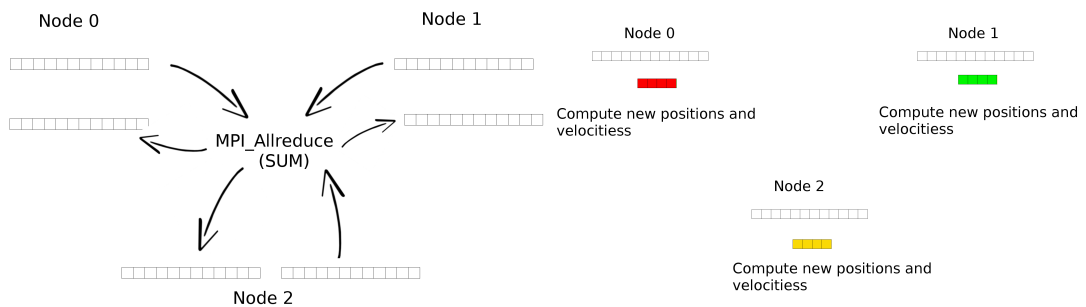 Node 0
Node 1
MPI_Allreduce
(SUM)
Node 2
Node 0
Compute new positions and
velocitiess
Node 1
Compute new positions and
velocitiess
Node 2
Compute new positions and
velocitiess